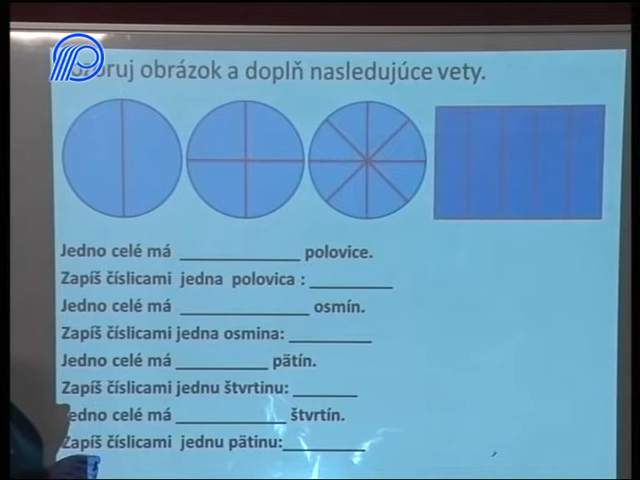 obrázok a doplň nasledujúce vety.
Jedno celé má ____________ polovice.
Zapíš číslicami jedna polovica : _________
Jedno celé má _____________ osmín.
Zapíš číslicami jedna osmina: _________
Jedno celé má __________ pätín.
Zapíš číslicami jednu štvrtinu: _______
Jedno celé má ____________ štvrtín.
Zapíš číslicami jednu pätinu:_________